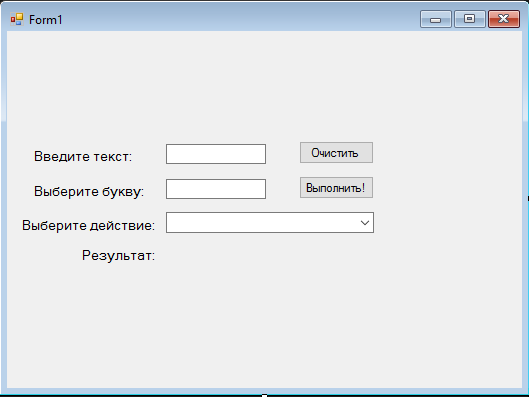 Form1
Введите текст: Очистить
Выберите букву: Выполнить!
Выберите действие:
Результат: